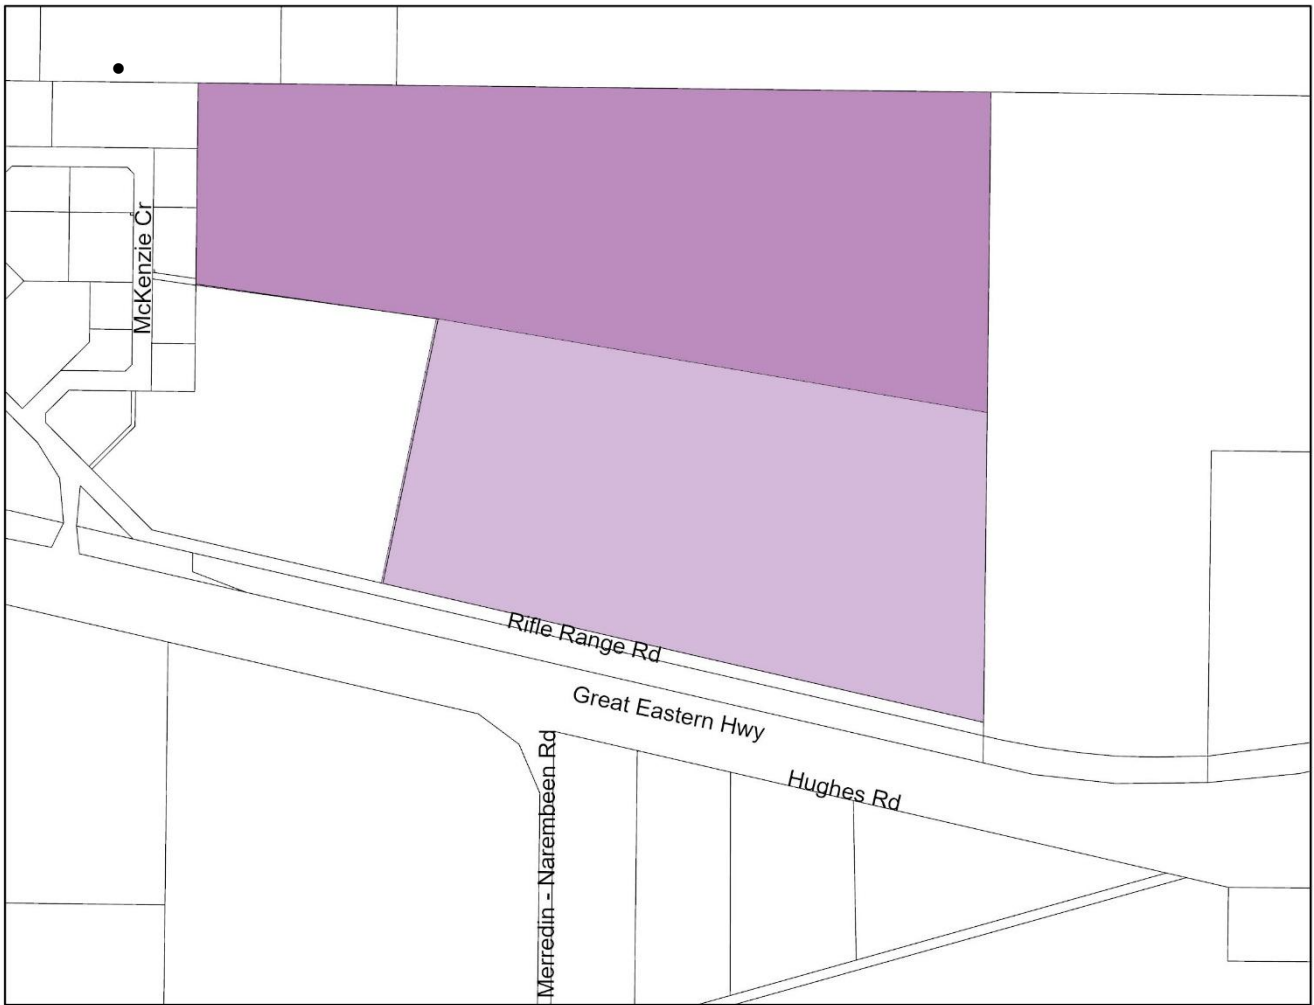 McKenzie Cr
Rifle Range Rd
Great Eastern Hwy
Merredin - Narembeen Rd
Hughes Rd